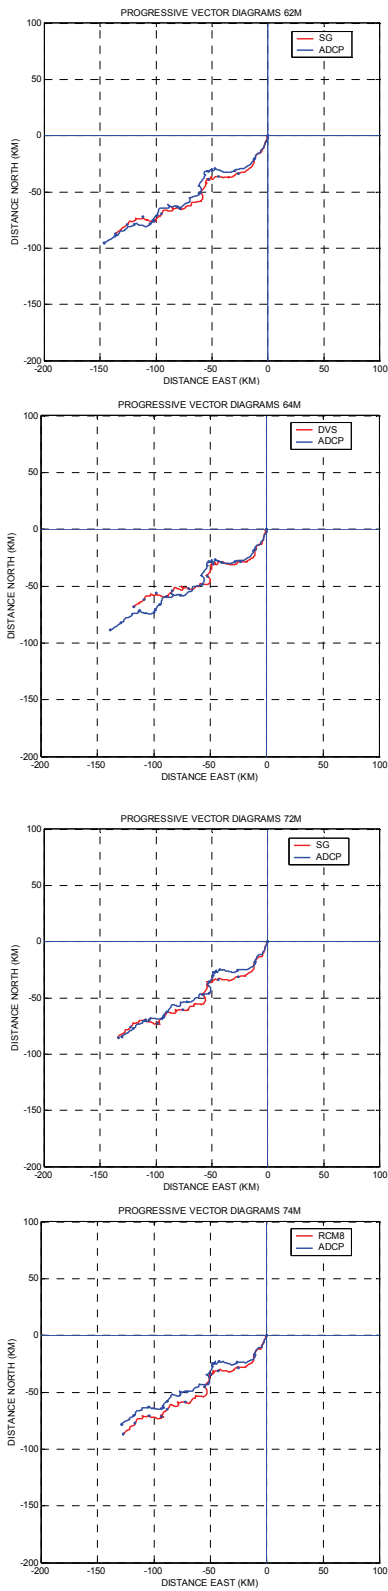 PROGRESSIVE VECTOR DIAGRAMS 62M
100
SG
ADCP
50
0
-50
-100
-150
-200
DISTANCE NORTH (KM)
-200 -150 -100 -50 0 50 100
DISTANCE EAST (KM)
PROGRESSIVE VECTOR DIAGRAMS 64M
100
DVS
ADCP
50
0
-50
-100
-150
-200
DISTANCE NORTH (KM)
-200 -150 -100 -50 0 50 100
DISTANCE EAST (KM)
PROGRESSIVE VECTOR DIAGRAMS 72M
100
SG
ADCP
50
0
-50
-100
-150
-200
DISTANCE NORTH (KM)
-200 -150 -100 -50 0 50 100
DISTANCE EAST (KM)
PROGRESSIVE VECTOR DIAGRAMS 74M
100
RCM8
ADCP
50
0
-50
-100
-150
-200
DISTANCE NORTH (KM)
-200 -150 -100 -50 0 50 100
DISTANCE EAST (KM)